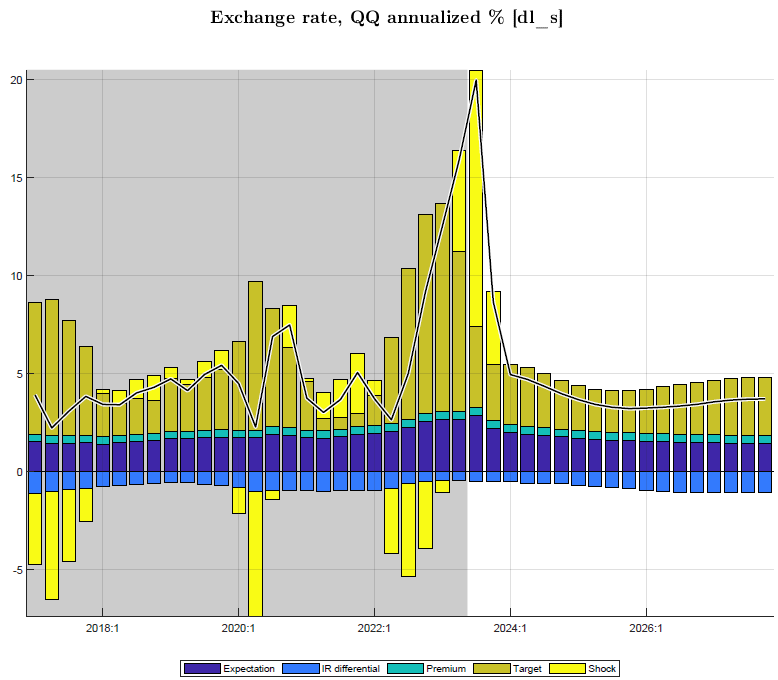 Exchange rate, QQ annualized % [dl_s]
20
15
10
5
0
-5
2018:1 2020:1 2022:1 2024:1 2026:1
Expectation IR differential Premium Target Shock